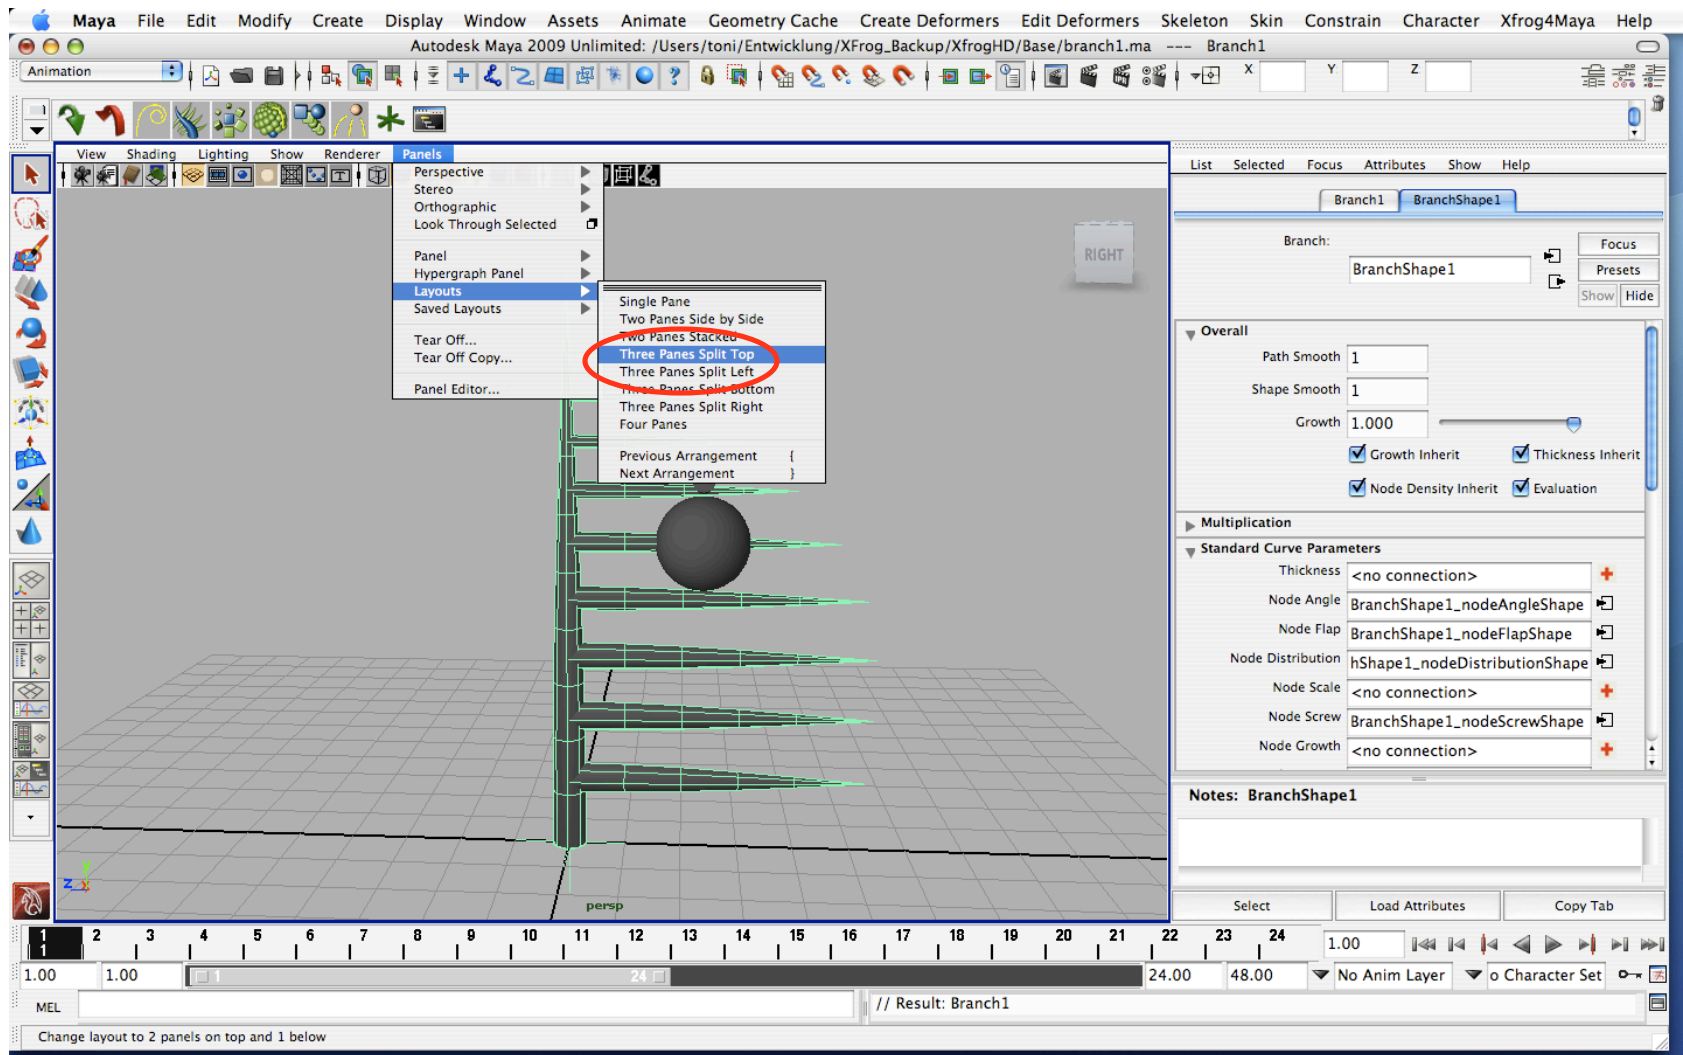 Maya File Edit Modify Create Display Window Assets Animate Geometry Cache Create Deformers Edit Deformers Skeleton Skin Constrain Character Xfrog4Maya Help
Autodesk Maya 2009 Unlimited: /Users/toni/Entwicklung/XFrog_Backup/XfrogHD/Base/branch1.ma --- Branch1
Animation
X Y Z
View Shading Lighting Show Renderer Panels
Perspective
Stereo
Orthographic
Look Through Selected
Panel
Hypergraph Panel
Layouts
Saved Layouts
Tear Off...
Tear Off Copy...
Panel Editor...
Single Pane
Two Panes Side by Side
Two Panes Stacked
Three Panes Split Top
Three Panes Split Left
Three Panes Split Bottom
Three Panes Split Right
Four Panes
Previous Arrangement {
Next Arrangement }
RIGHT
y
z x
persp
List Selected Focus Attributes Show Help
Branch1 BranchShape1
Branch: BranchShape1
Focus
Presets
Show Hide
Overall
Path Smooth 1
Shape Smooth 1
Growth 1.000
Growth Inherit Thickness Inherit
Node Density Inherit Evaluation
Multiplication
Standard Curve Parameters
Thickness <no connection>
Node Angle BranchShape1_nodeAngleShape
Node Flap BranchShape1_nodeFlapShape
Node Distribution hShape1_nodeDistributionShape
Node Scale <no connection>
Node Screw BranchShape1_nodeScrewShape
Node Growth <no connection>
Notes: BranchShape1
Select Load Attributes Copy Tab
1 2 3 4 5 6 7 8 9 10 11 12 13 14 15 16 17 18 19 20 21 22 23 24
1 1.00
1.00 1.00 1 24 24.00 48.00 No Anim Layer o Character Set
MEL // Result: Branch1
Change layout to 2 panels on top and 1 below